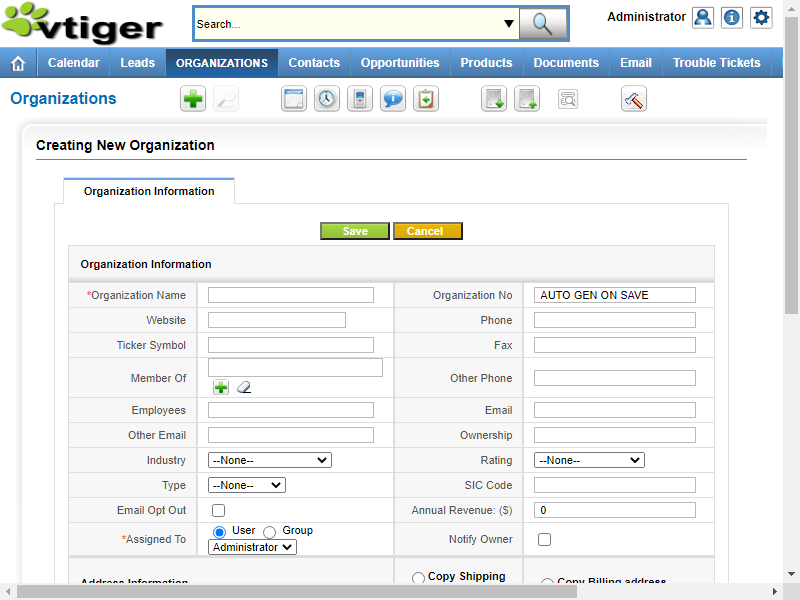 vtiger
Search...
Administrator
Calendar Leads ORGANIZATIONS Contacts Opportunities Products Documents Email Trouble Tickets
Organizations
Creating New Organization
Organization Information
Save Cancel
Organization Information
*Organization Name Organization No AUTO GEN ON SAVE
Website Phone
Ticker Symbol Fax
Member Of Other Phone
Employees Email
Other Email Ownership
Industry --None-- Rating --None--
Type --None-- SIC Code
Email Opt Out Annual Revenue: ($) 0
*Assigned To User Group Notify Owner
Administrator
Address Information Copy Shipping Copy Billing address